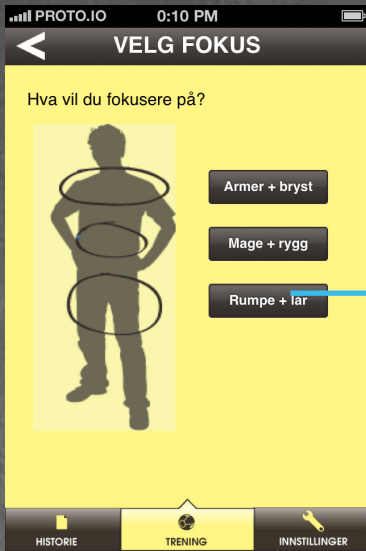 PROTO.IO 0:10 PM
VELG FOKUS
Hva vil du fokusere på?
Armer + bryst
Mage + rygg
Rumpe + lår
HISTORIE TRENING INNSTILLINGER